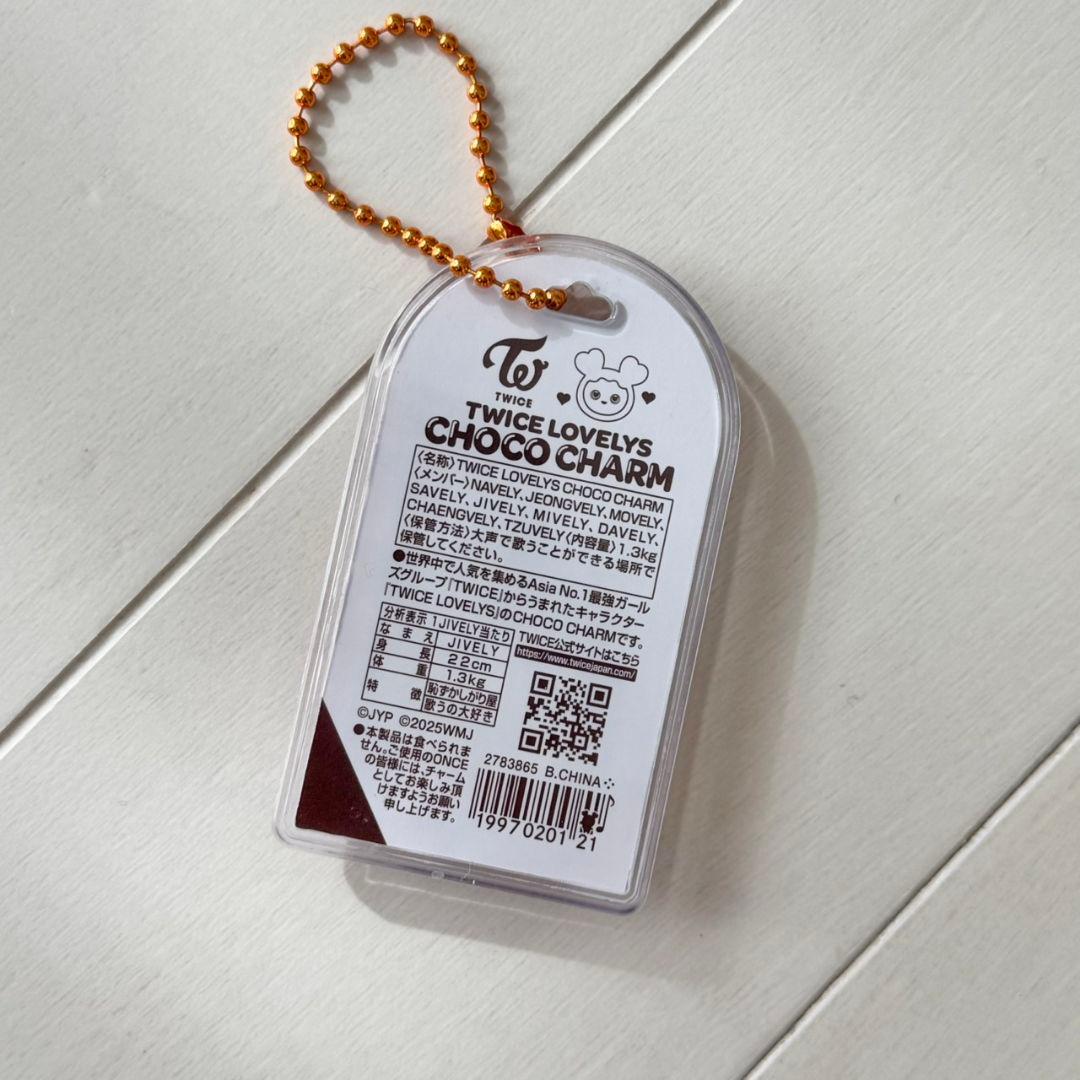 TWICE
TWICE LOVELYS
CHOCO CHARM
〈名称〉TWICE LOVELYS CHOCO CHARM
〈メンバー〉NAVELY、JEONGVELY、MOVELY、
SAVELY、JIVELY、MIVELY、DAVELY、
CHAENGVELY、TZUVELY〈内容量〉1.3kg
〈保管方法〉大声で歌うことができる場所で
保管してください。
●世界中で人気を集めるAsia No.1最強ガール
ズグループ『TWICE』からうまれたキャラクター
『TWICE LOVELYS』のCHOCO CHARMです。
分析表示 1JIVELY当たり
なまえ JIVELY
身長 22cm
体重 1.3kg
特徴 恥ずかしがり屋
歌うの大好き
TWICE公式サイトはこちら
https://www.twicejapan.com/
©JYP ©2025WMJ
●本製品は食べられま
せん。ご使用のONCE
の皆様には、チャーム
としてお楽しみ頂
けますようお願い
申し上げます。
2783865 B.CHINA
19970201 21